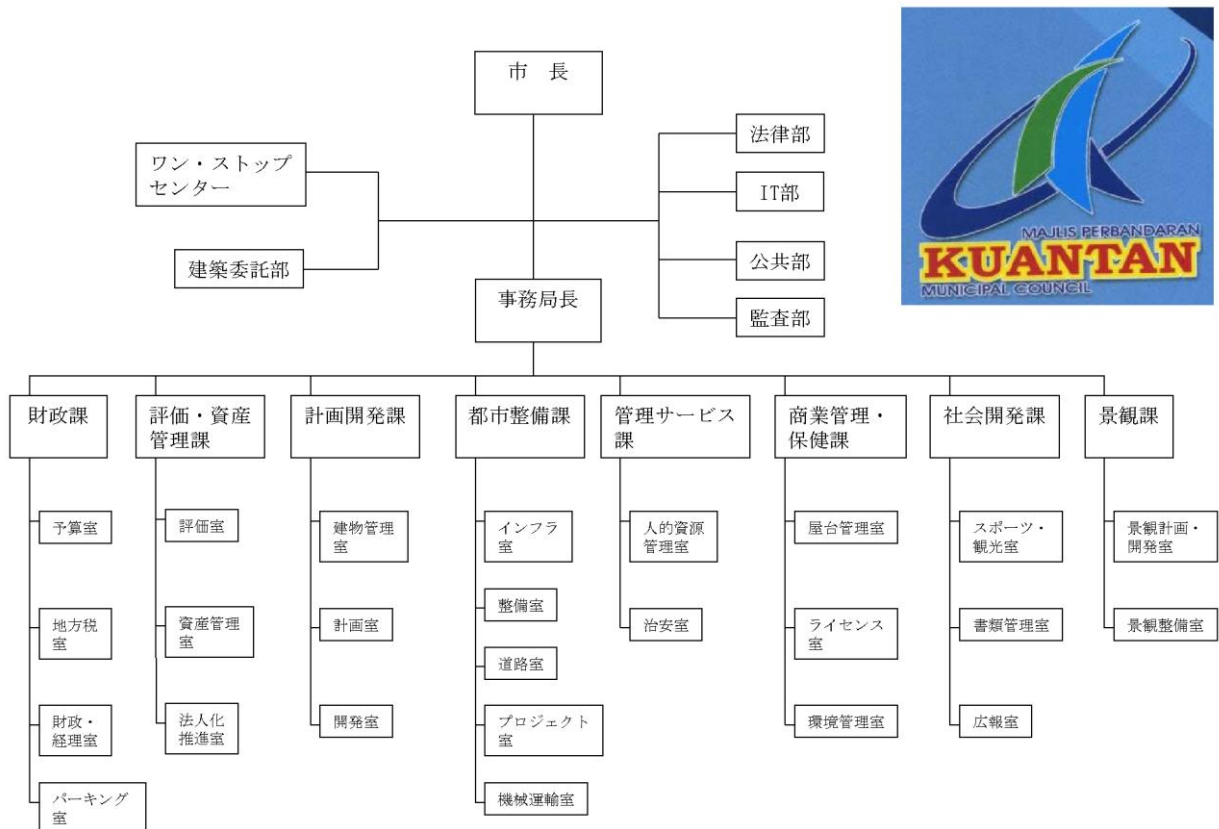 市 長
MAJLIS PERBANDARAN
KUANTAN
MUNICIPAL COUNCIL
ワン・ストップ
センター
建築委託部
法律部
IT部
公共部
監査部
事務局長
財政課
評価・資産
管理課
計画開発課
都市整備課
管理サービス
課
商業管理・
保健課
社会開発課
景観課
予算室
地方税
室
財政・
経理室
パーキング
室
評価室
資産管理
室
法人化
推進室
建物管理
室
計画室
開発室
インフラ
室
整備室
道路室
プロジェクト
室
機械運輸室
人的資源
管理室
治安室
屋台管理室
ライセンス
室
環境管理室
スポーツ・
観光室
書類管理室
広報室
景観計画・
開発室
景観整備室